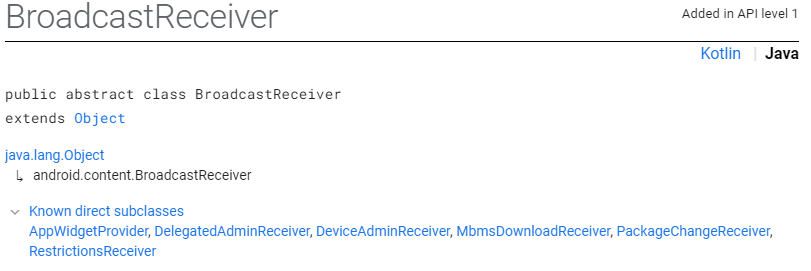 BroadcastReceiver
Added in API level 1
Kotlin | Java
public abstract class BroadcastReceiver
extends Object
java.lang.Object
↳ android.content.BroadcastReceiver
Known direct subclasses
AppWidgetProvider, DelegatedAdminReceiver, DeviceAdminReceiver, MbmsDownloadReceiver, PackageChangeReceiver,
RestrictionsReceiver